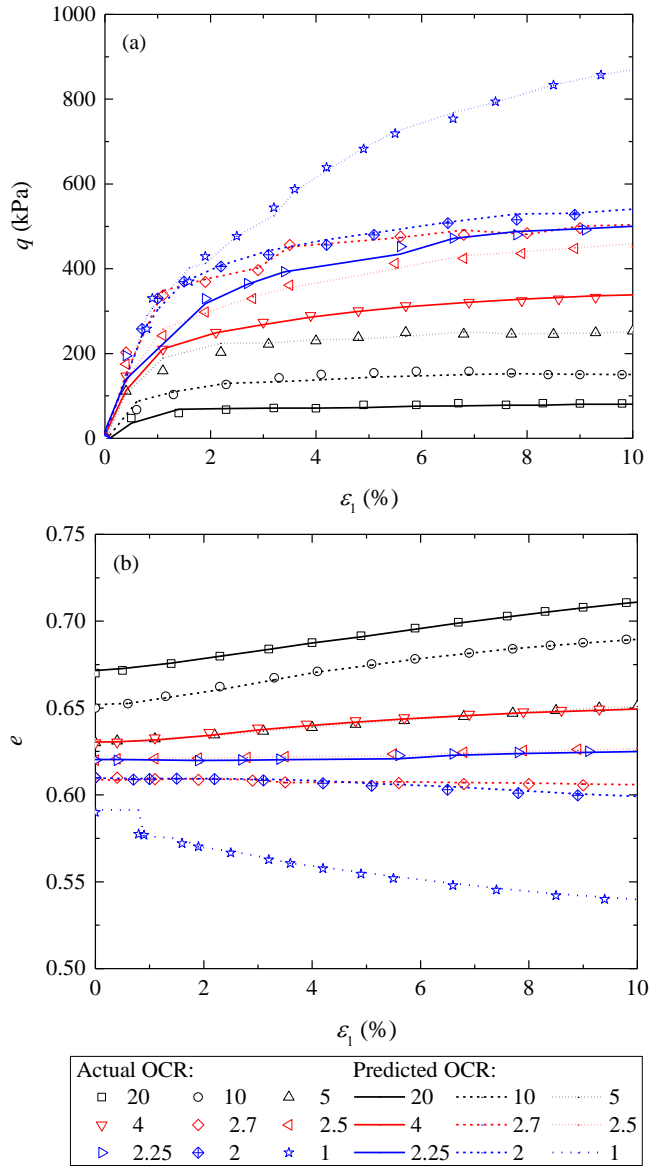 1000
(a)
800
600
q (kPa)
400
200
0
0 2 4 6 8 10
ε₁ (%)
0.75
(b)
0.70
0.65
e
0.60
0.55
0.50
0 2 4 6 8 10
ε₁ (%)
Actual OCR: Predicted OCR:
20 10 5 20 10 5
4 2.7 2.5 4 2.7 2.5
2.25 2 1 2.25 2 1